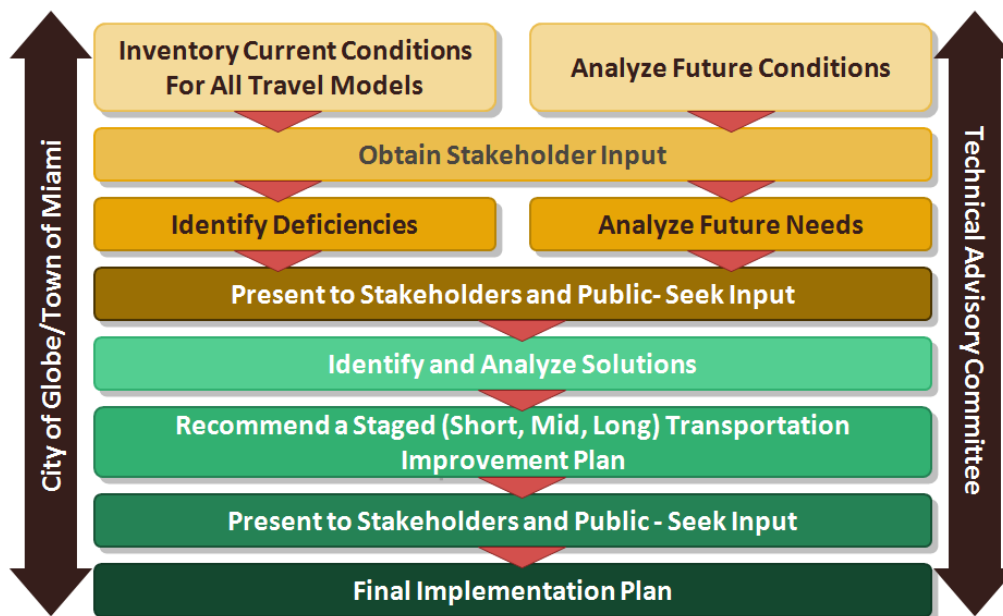 City of Globe/Town of Miami
Inventory Current Conditions
For All Travel Models
Analyze Future Conditions
Obtain Stakeholder Input
Identify Deficiencies
Analyze Future Needs
Present to Stakeholders and Public- Seek Input
Identify and Analyze Solutions
Recommend a Staged (Short, Mid, Long) Transportation
Improvement Plan
Present to Stakeholders and Public - Seek Input
Final Implementation Plan
Technical Advisory Committee